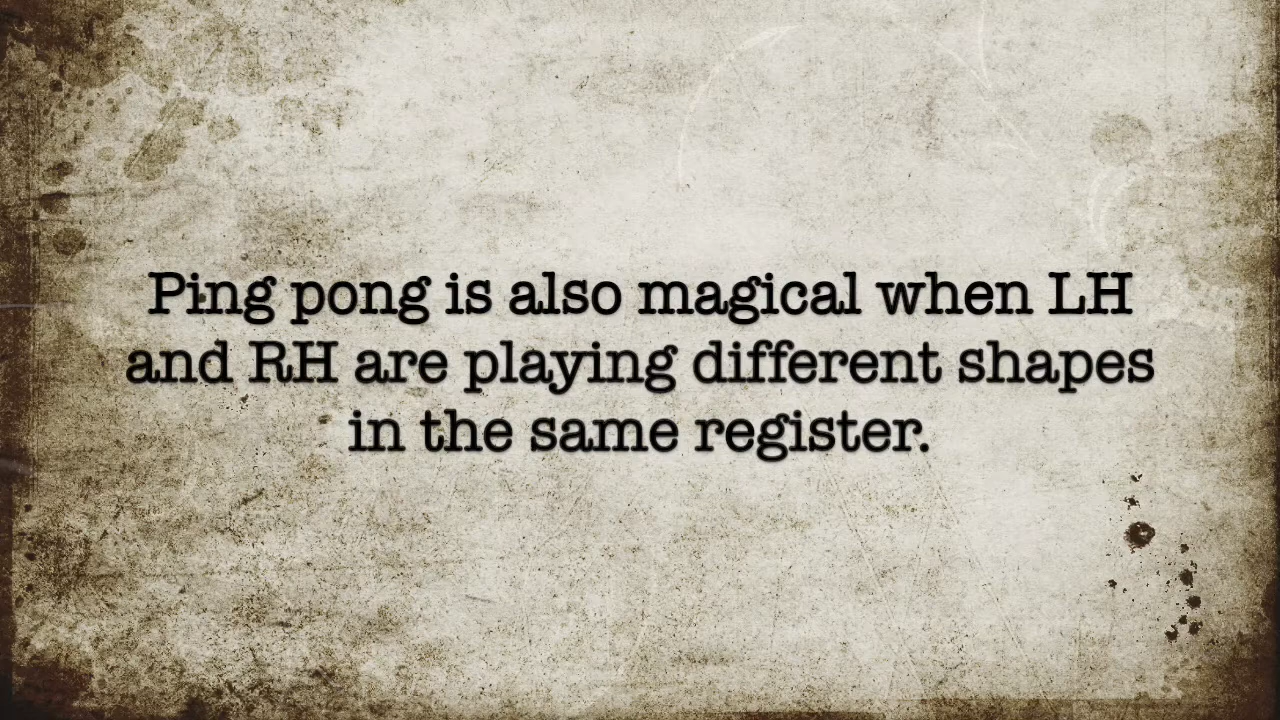 Ping pong is also magical when LH
and RH are playing different shapes
in the same register.